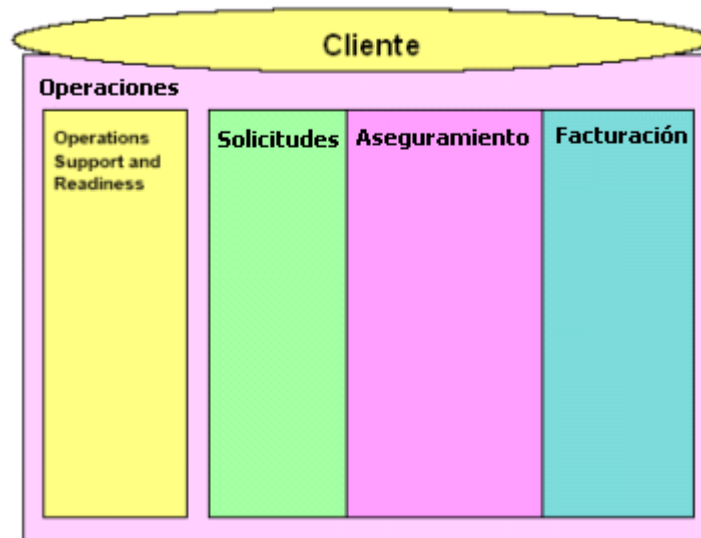 Cliente
Operaciones
Operations
Support and
Readiness
Solicitudes
Aseguramiento
Facturación